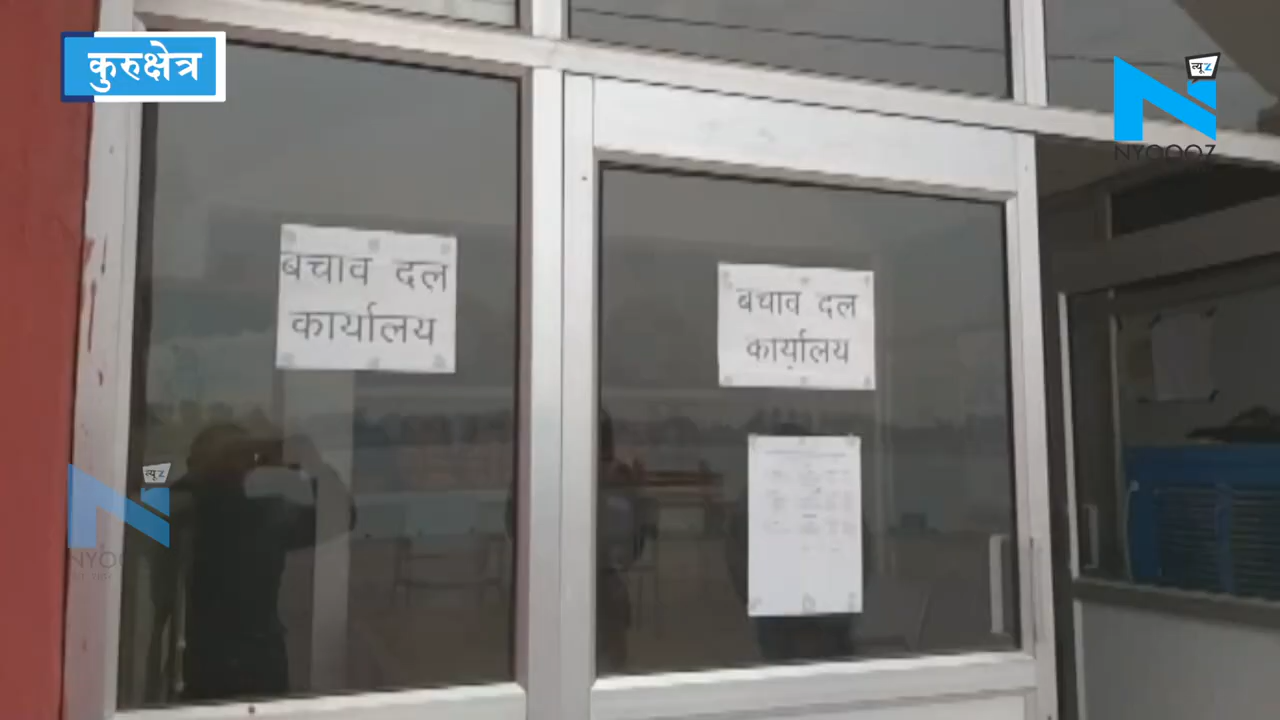 कुरुक्षेत्र
न्यूz
NYOOOZ
बचाव दल
कार्यालय
बचाव दल
कार्यालय
न्यूz